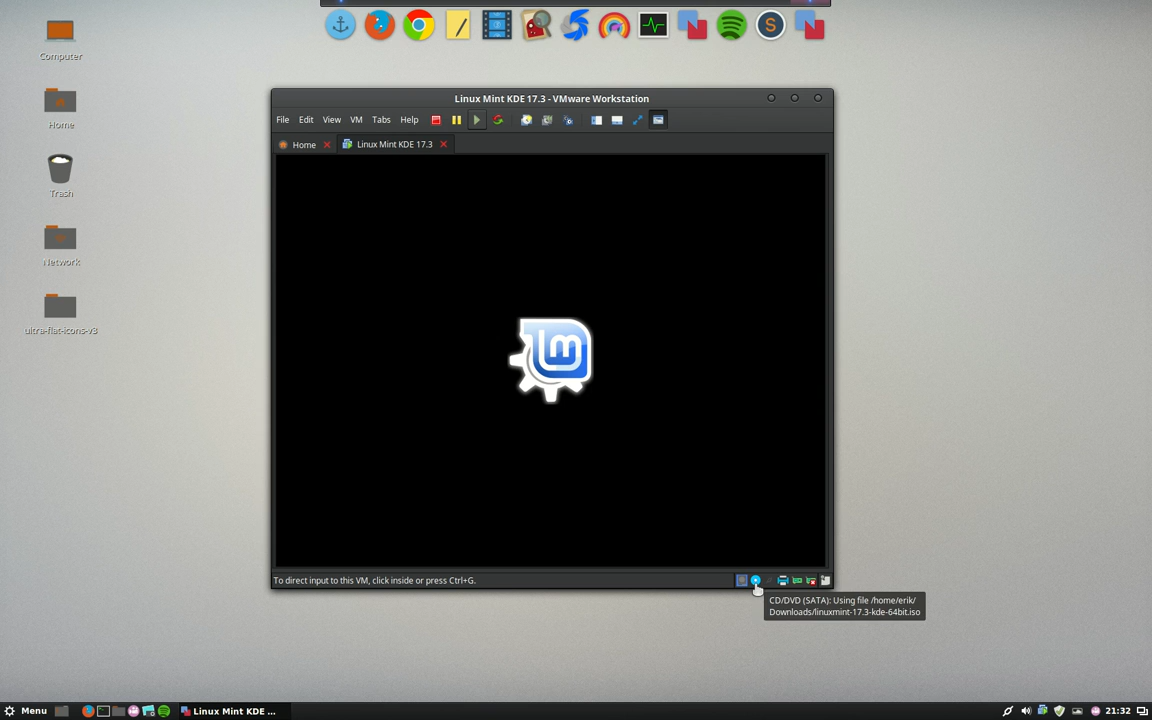 Computer
Home
Trash
Network
ultra-flat-icons-v3
Linux Mint KDE 17.3 - VMware Workstation
File Edit View VM Tabs Help
Home Linux Mint KDE 17.3
lm
To direct input to this VM, click inside or press Ctrl+G.
CD/DVD (SATA): Using file /home/erik/
Downloads/linuxmint-17.3-kde-64bit.iso
Menu Linux Mint KDE ... 21:32